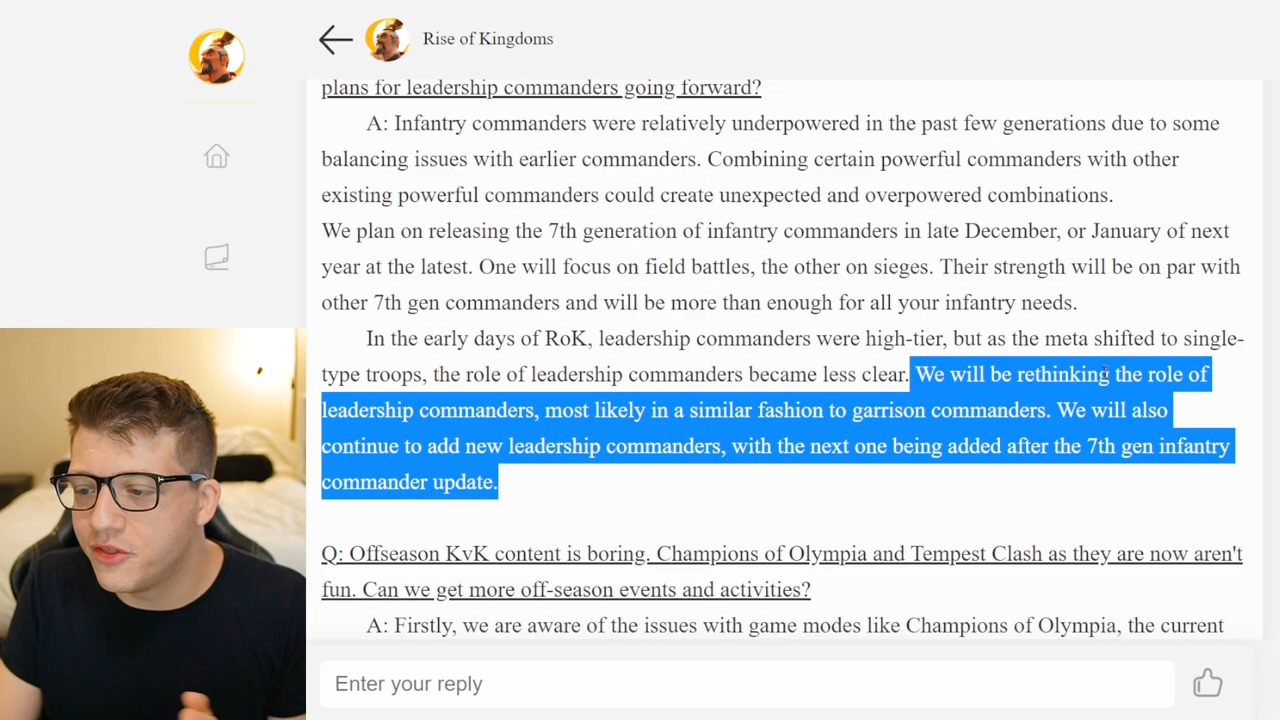 Rise of Kingdoms
plans for leadership commanders going forward?
A: Infantry commanders were relatively underpowered in the past few generations due to some
balancing issues with earlier commanders. Combining certain powerful commanders with other
existing powerful commanders could create unexpected and overpowered combinations.
We plan on releasing the 7th generation of infantry commanders in late December, or January of next
year at the latest. One will focus on field battles, the other on sieges. Their strength will be on par with
other 7th gen commanders and will be more than enough for all your infantry needs.
In the early days of RoK, leadership commanders were high-tier, but as the meta shifted to single-
type troops, the role of leadership commanders became less clear. We will be rethinking the role of
leadership commanders, most likely in a similar fashion to garrison commanders. We will also
continue to add new leadership commanders, with the next one being added after the 7th gen infantry
commander update.
Q: Offseason KvK content is boring. Champions of Olympia and Tempest Clash as they are now aren't
fun. Can we get more off-season events and activities?
A: Firstly, we are aware of the issues with game modes like Champions of Olympia, the current
Enter your reply